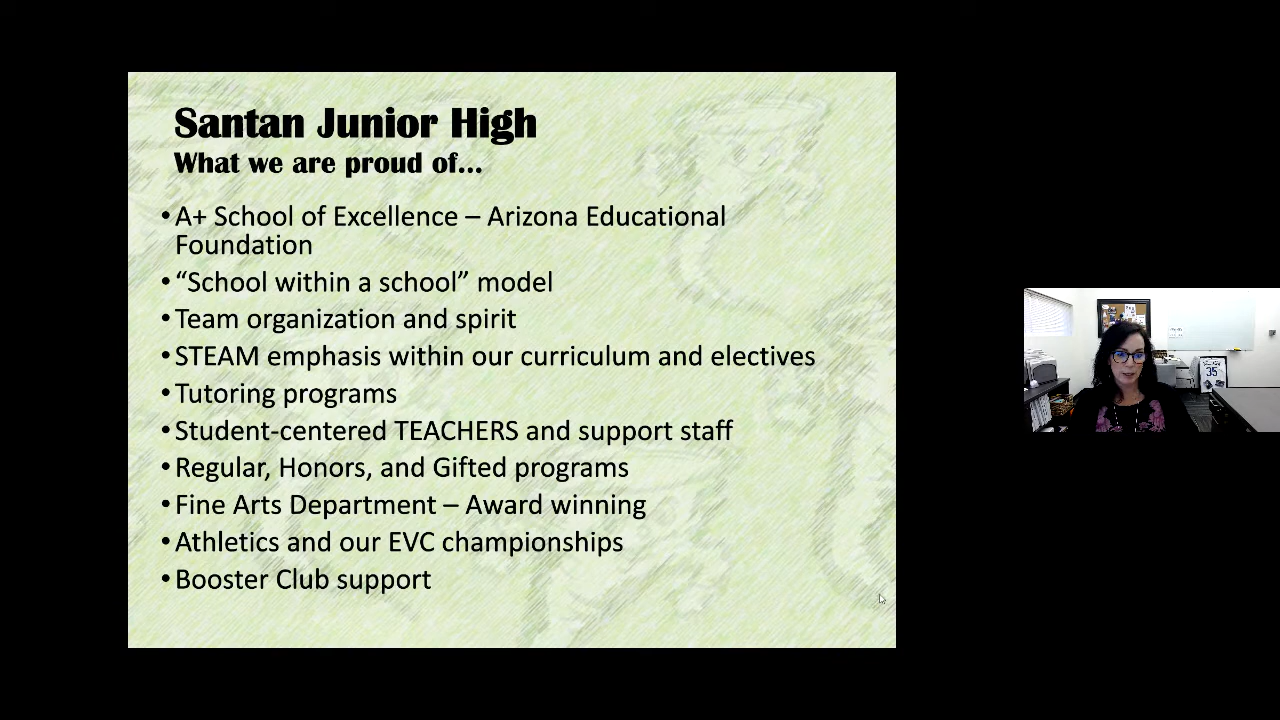 Santan Junior High
What we are proud of...
• A+ School of Excellence – Arizona Educational
Foundation
• “School within a school” model
• Team organization and spirit
• STEAM emphasis within our curriculum and electives
• Tutoring programs
• Student-centered TEACHERS and support staff
• Regular, Honors, and Gifted programs
• Fine Arts Department – Award winning
• Athletics and our EVC championships
• Booster Club support
35